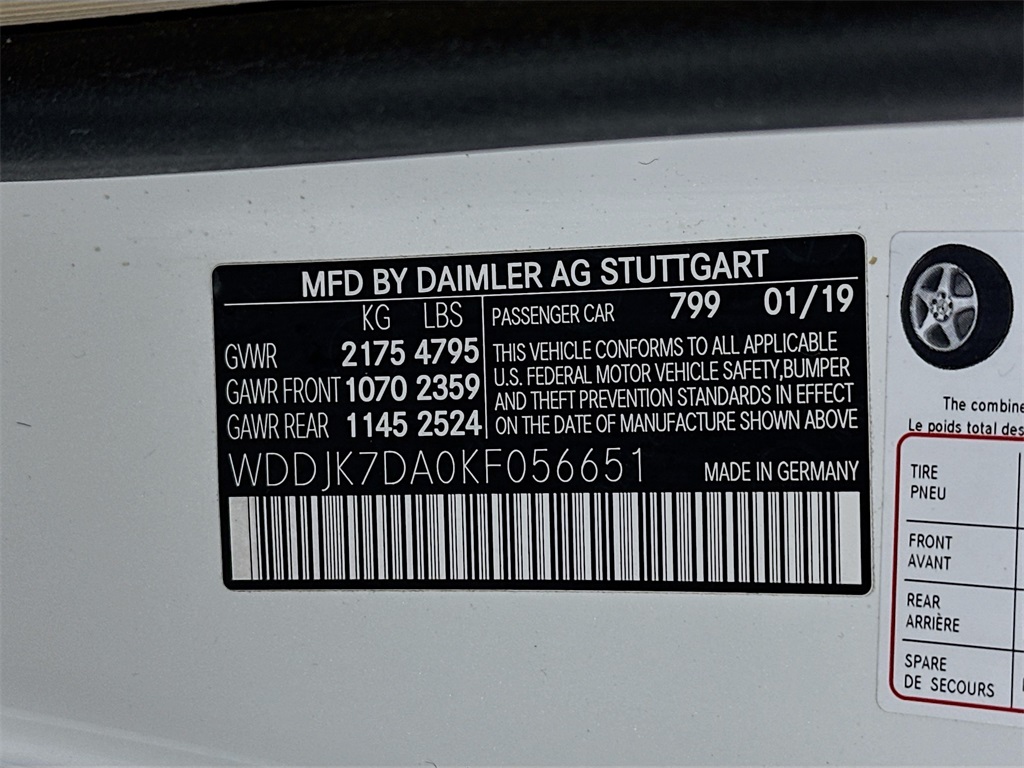 MFD BY DAIMLER AG STUTTGART
KG LBS
GVWR 2175 4795
GAWR FRONT 1070 2359
GAWR REAR 1145 2524
PASSENGER CAR 799 01/19
THIS VEHICLE CONFORMS TO ALL APPLICABLE
U.S. FEDERAL MOTOR VEHICLE SAFETY,BUMPER
AND THEFT PREVENTION STANDARDS IN EFFECT
ON THE DATE OF MANUFACTURE SHOWN ABOVE
WDDJK7DA0KF056651 MADE IN GERMANY
The combine
Le poids total des
TIRE
PNEU
FRONT
AVANT
REAR
ARRIÈRE
SPARE
DE SECOURS